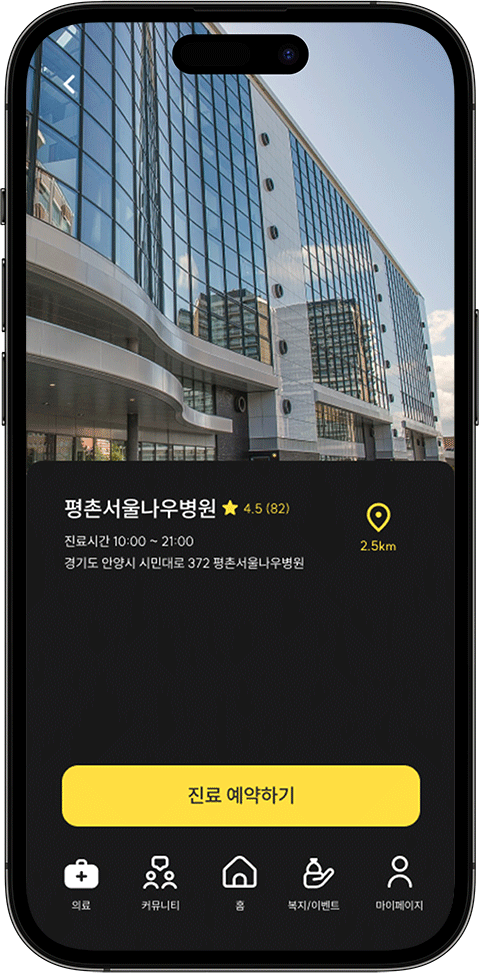 평촌서울나우병원 4.5 (82)
진료시간 10:00 ~ 21:00
경기도 안양시 시민대로 372 평촌서울나우병원
2.5km
진료 예약하기
의료
커뮤니티
홈
복지/이벤트
마이페이지